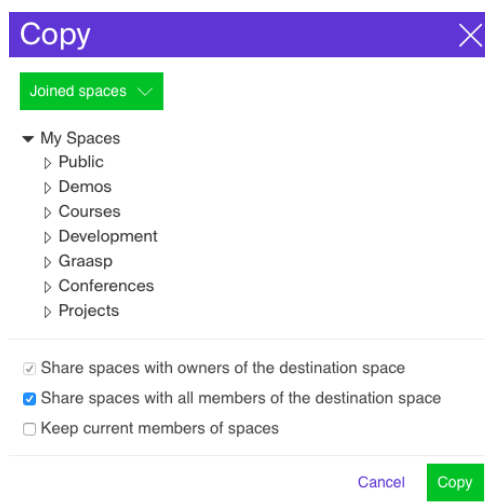 Copy
Joined spaces
My Spaces
Public
Demos
Courses
Development
Graasp
Conferences
Projects
Share spaces with owners of the destination space
Share spaces with all members of the destination space
Keep current members of spaces
Cancel Copy